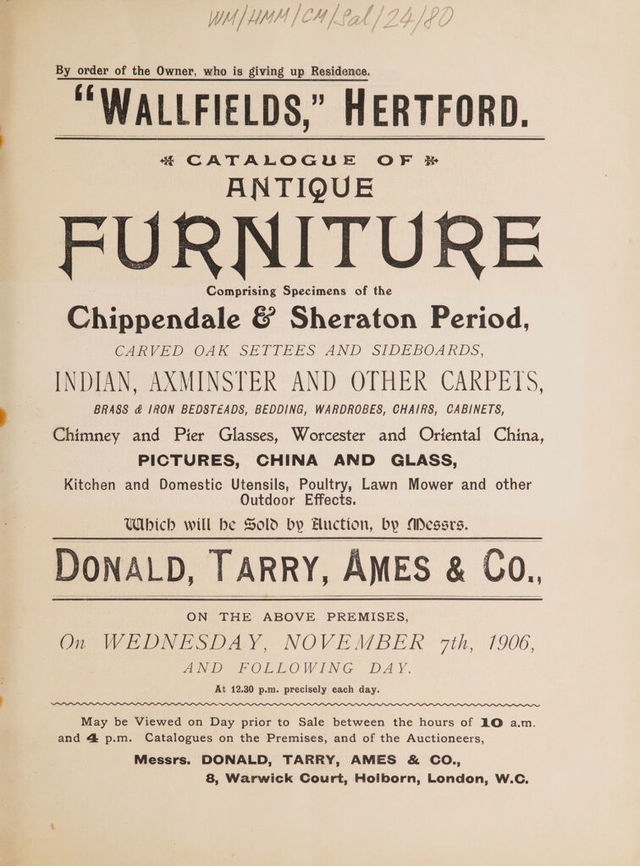 WM/HMM/CM/Sal/24/80
By order of the Owner, who is giving up Residence.
"WALLFIELDS," HERTFORD.
CATALOGUE OF
ANTIQUE
FURNITURE
Comprising Specimens of the
Chippendale & Sheraton Period,
CARVED OAK SETTEES AND SIDEBOARDS,
INDIAN, AXMINSTER AND OTHER CARPETS,
BRASS & IRON BEDSTEADS, BEDDING, WARDROBES, CHAIRS, CABINETS,
Chimney and Pier Glasses, Worcester and Oriental China,
PICTURES, CHINA AND GLASS,
Kitchen and Domestic Utensils, Poultry, Lawn Mower and other
Outdoor Effects.
Which will be Sold by Auction, by Messrs.
DONALD, TARRY, AMES & CO.,
ON THE ABOVE PREMISES,
On WEDNESDAY, NOVEMBER 7th, 1906,
AND FOLLOWING DAY.
At 12.30 p.m. precisely each day.
May be Viewed on Day prior to Sale between the hours of 10 a.m.
and 4 p.m. Catalogues on the Premises, and of the Auctioneers,
Messrs. DONALD, TARRY, AMES & CO.,
8, Warwick Court, Holborn, London, W.C.